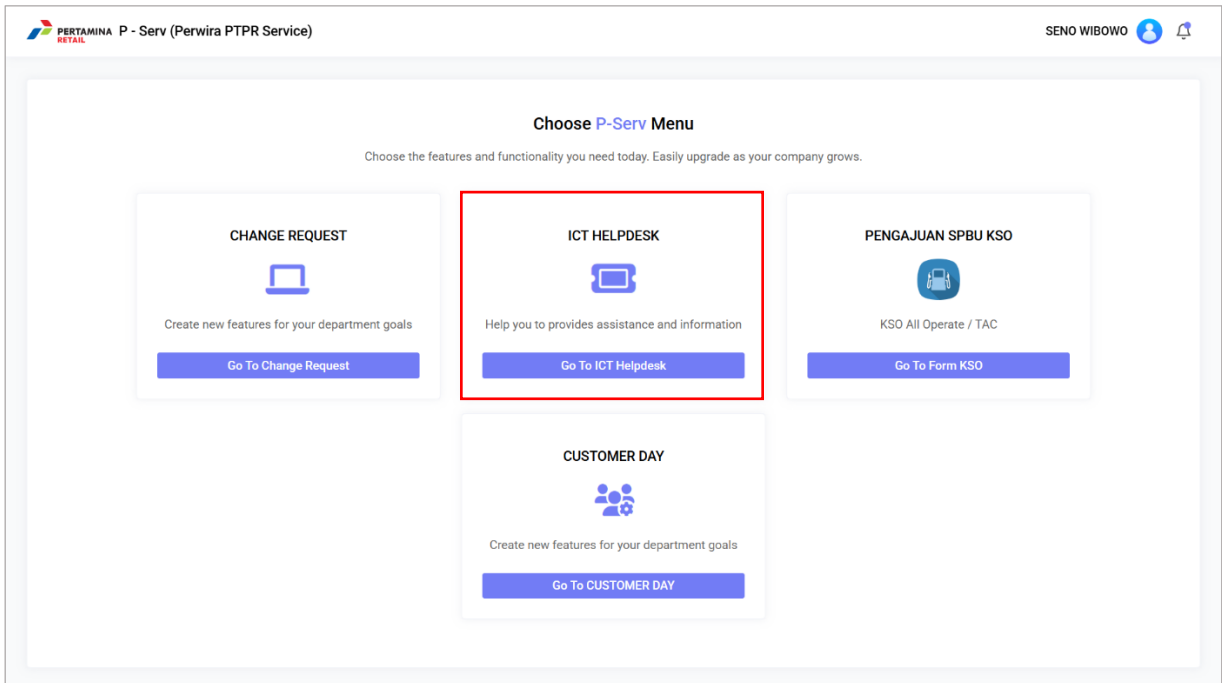 PERTAMINA RETAIL P - Serv (Perwira PTPR Service)
SENO WIBOWO
Choose P-Serv Menu
Choose the features and functionality you need today. Easily upgrade as your company grows.
CHANGE REQUEST
Create new features for your department goals
Go To Change Request
ICT HELPDESK
Help you to provides assistance and information
Go To ICT Helpdesk
PENGAJUAN SPBU KSO
KSO All Operate / TAC
Go To Form KSO
CUSTOMER DAY
Create new features for your department goals
Go To CUSTOMER DAY